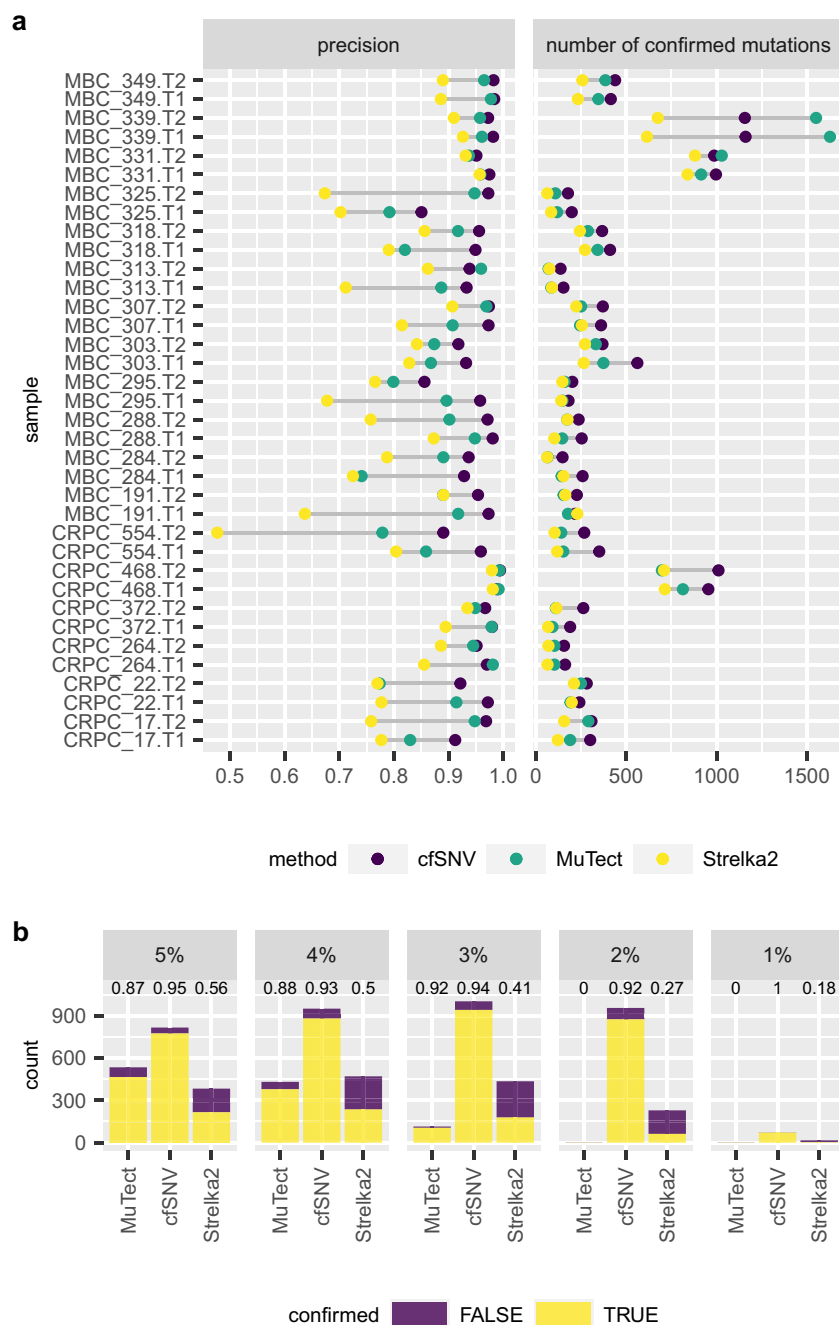 a
precision
number of confirmed mutations
sample
MBC_349.T2
MBC_349.T1
MBC_339.T2
MBC_339.T1
MBC_331.T2
MBC_331.T1
MBC_325.T2
MBC_325.T1
MBC_318.T2
MBC_318.T1
MBC_313.T2
MBC_313.T1
MBC_307.T2
MBC_307.T1
MBC_303.T2
MBC_303.T1
MBC_295.T2
MBC_295.T1
MBC_288.T2
MBC_288.T1
MBC_284.T2
MBC_284.T1
MBC_191.T2
MBC_191.T1
CRPC_554.T2
CRPC_554.T1
CRPC_468.T2
CRPC_468.T1
CRPC_372.T2
CRPC_372.T1
CRPC_264.T2
CRPC_264.T1
CRPC_22.T2
CRPC_22.T1
CRPC_17.T2
CRPC_17.T1
0.5 0.6 0.7 0.8 0.9 1.0 0 500 1000 1500
method cfSNV MuTect Strelka2
b
5% 4% 3% 2% 1%
0.87 0.95 0.56 0.88 0.93 0.5 0.92 0.94 0.41 0 0.92 0.27 0 1 0.18
count
900
600
300
0
MuTect cfSNV Strelka2 MuTect cfSNV Strelka2 MuTect cfSNV Strelka2 MuTect cfSNV Strelka2 MuTect cfSNV Strelka2
confirmed FALSE TRUE